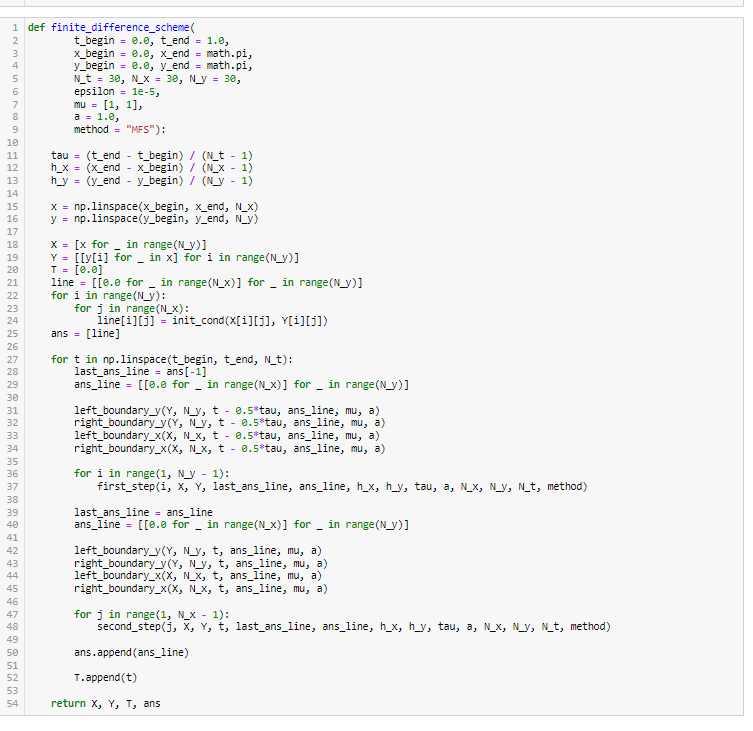 1 def finite_difference_scheme(
2 t_begin = 0.0, t_end = 1.0,
3 x_begin = 0.0, x_end = math.pi,
4 y_begin = 0.0, y_end = math.pi,
5 N_t = 30, N_x = 30, N_y = 30,
6 epsilon = 1e-5,
7 mu = [1, 1],
8 a = 1.0,
9 method = "MFS"):
10
11 tau = (t_end - t_begin) / (N_t - 1)
12 h_x = (x_end - x_begin) / (N_x - 1)
13 h_y = (y_end - y_begin) / (N_y - 1)
14
15 x = np.linspace(x_begin, x_end, N_x)
16 y = np.linspace(y_begin, y_end, N_y)
17
18 X = [x for _ in range(N_y)]
19 Y = [[y[i] for _ in x] for i in range(N_y)]
20 T = [0.0]
21 line = [[0.0 for _ in range(N_x)] for _ in range(N_y)]
22 for i in range(N_y):
23 for j in range(N_x):
24 line[i][j] = init_cond(X[i][j], Y[i][j])
25 ans = [line]
26
27 for t in np.linspace(t_begin, t_end, N_t):
28 last_ans_line = ans[-1]
29 ans_line = [[0.0 for _ in range(N_x)] for _ in range(N_y)]
30
31 left_boundary_y(Y, N_y, t - 0.5*tau, ans_line, mu, a)
32 right_boundary_y(Y, N_y, t - 0.5*tau, ans_line, mu, a)
33 left_boundary_x(X, N_x, t - 0.5*tau, ans_line, mu, a)
34 right_boundary_x(X, N_x, t - 0.5*tau, ans_line, mu, a)
35
36 for i in range(1, N_y - 1):
37 first_step(i, X, Y, last_ans_line, ans_line, h_x, h_y, tau, a, N_x, N_y, N_t, method)
38
39 last_ans_line = ans_line
40 ans_line = [[0.0 for _ in range(N_x)] for _ in range(N_y)]
41
42 left_boundary_y(Y, N_y, t, ans_line, mu, a)
43 right_boundary_y(Y, N_y, t, ans_line, mu, a)
44 left_boundary_x(X, N_x, t, ans_line, mu, a)
45 right_boundary_x(X, N_x, t, ans_line, mu, a)
46
47 for j in range(1, N_x - 1):
48 second_step(j, X, Y, t, last_ans_line, ans_line, h_x, h_y, tau, a, N_x, N_y, N_t, method)
49
50 ans.append(ans_line)
51
52 T.append(t)
53
54 return X, Y, T, ans